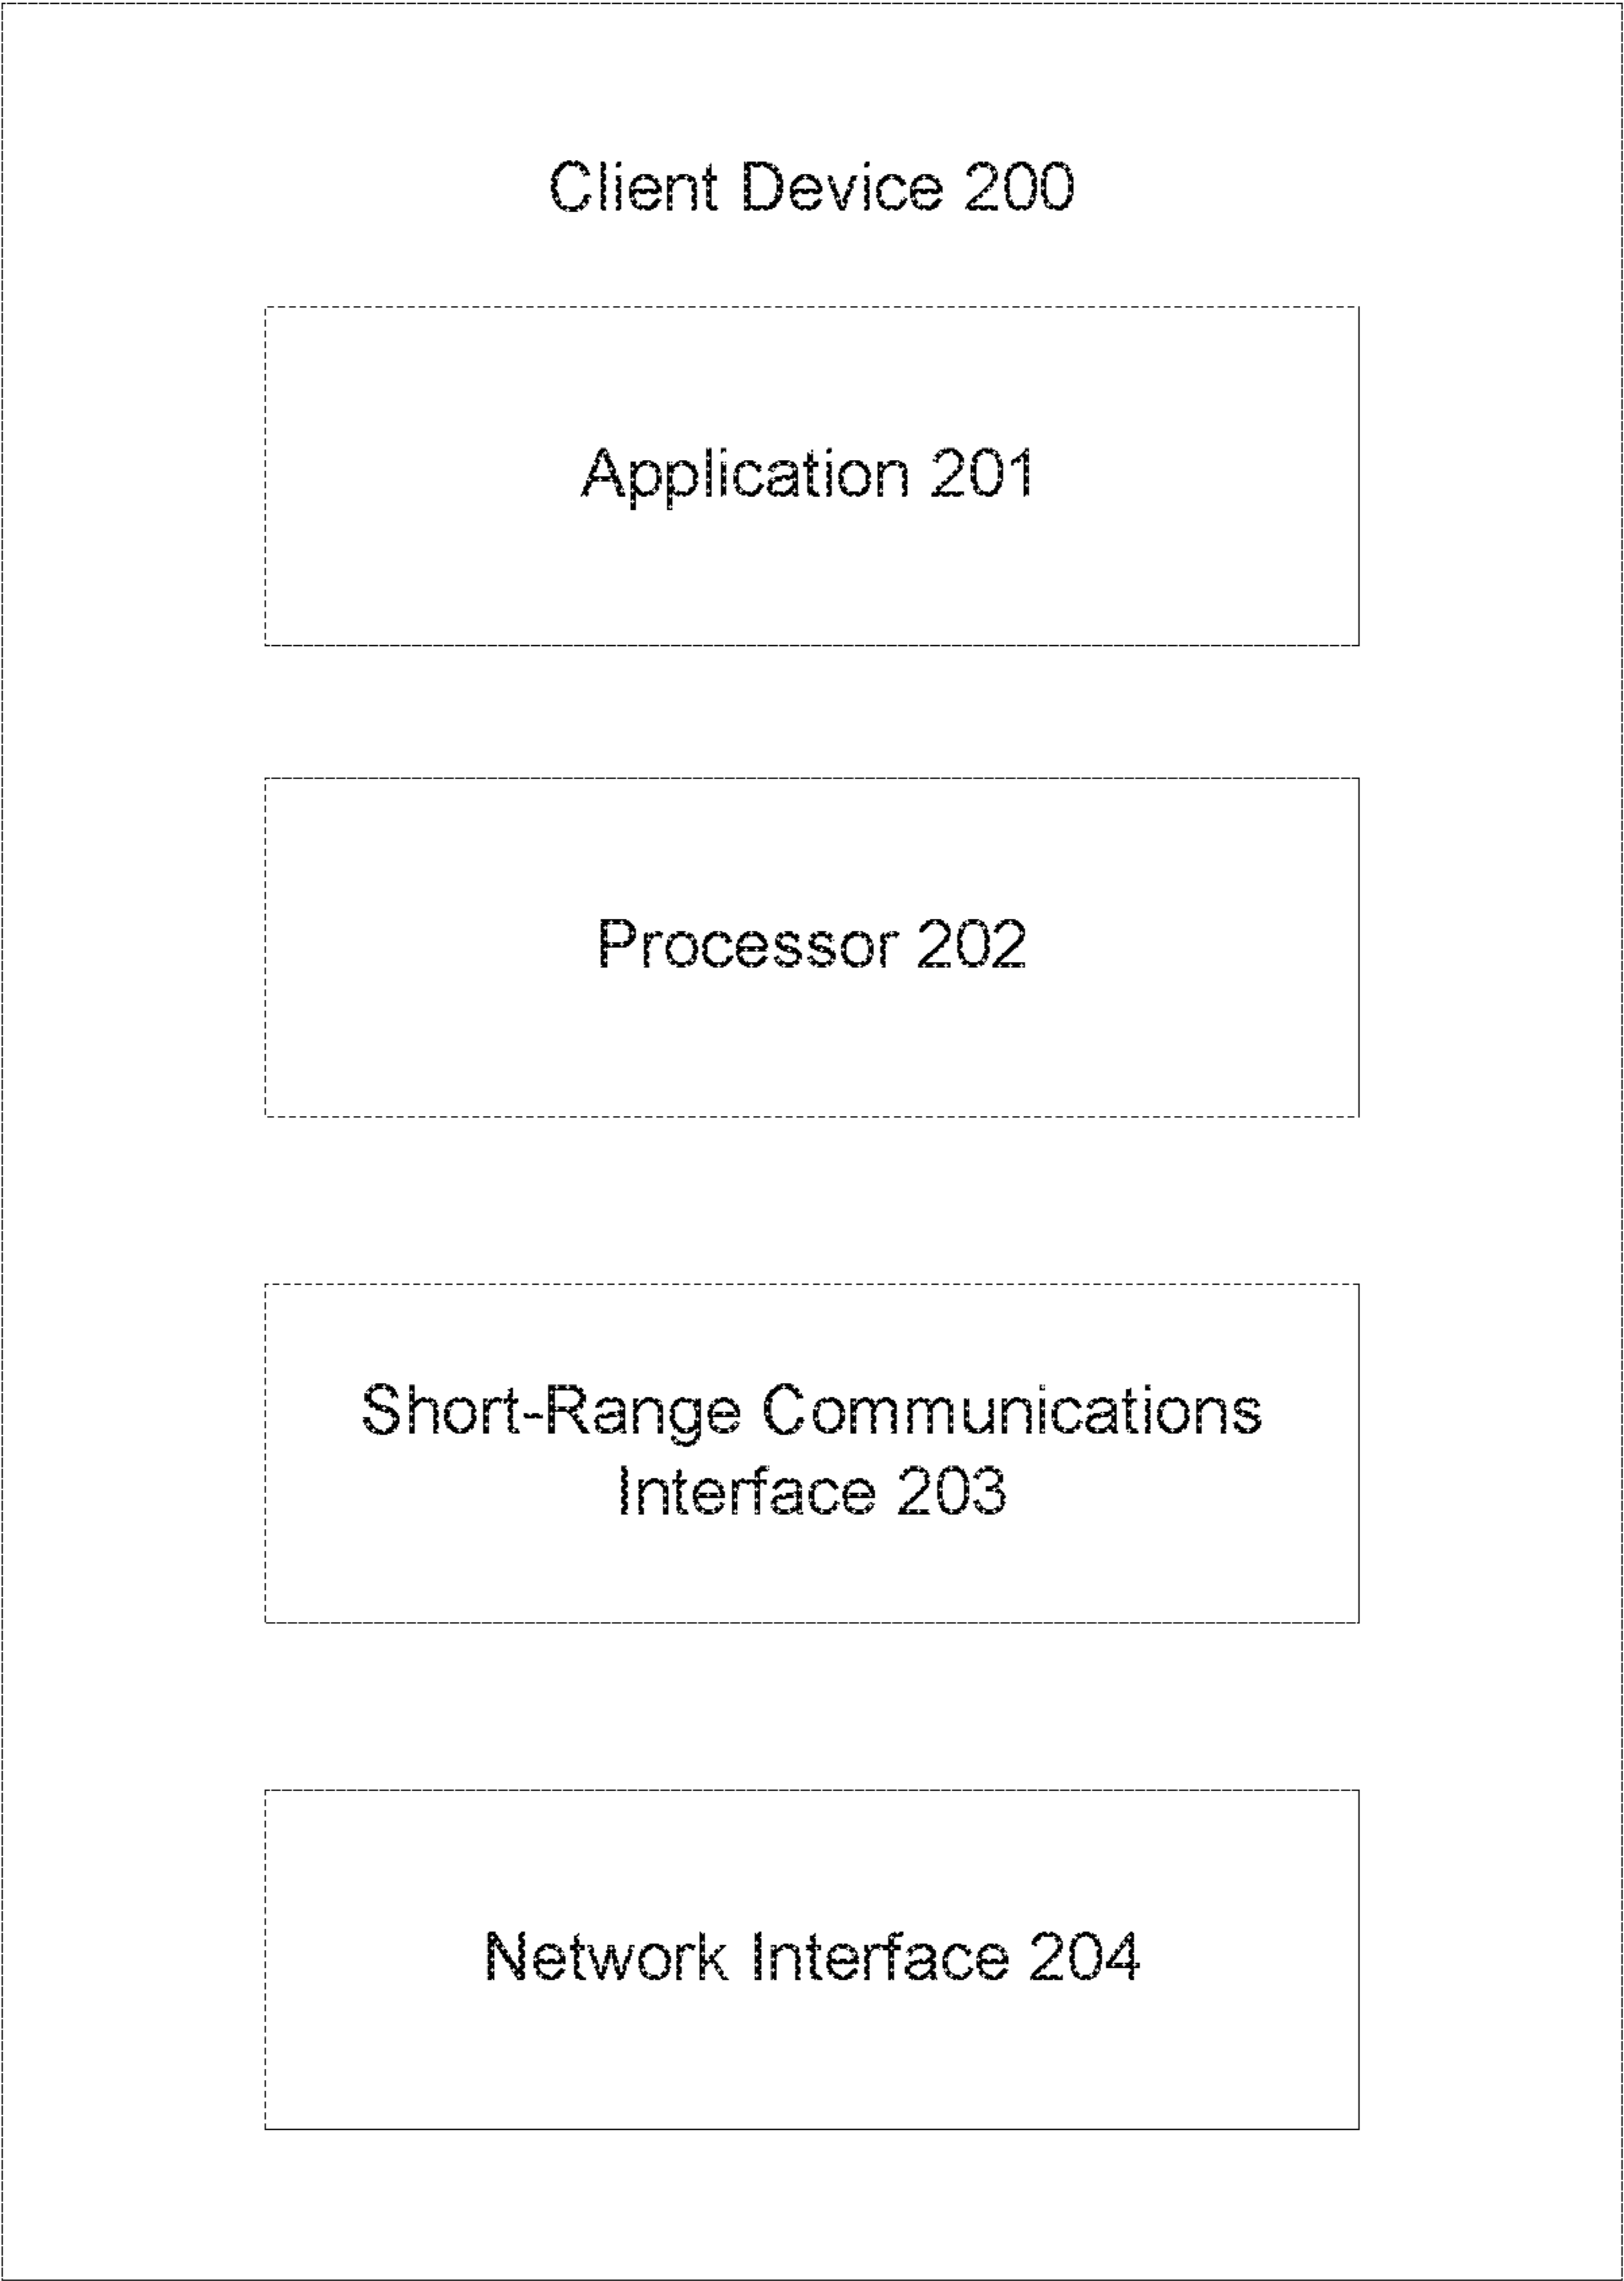 Client Device 200
Application 201
Processor 202
Short-Range Communications
Interface 203
Network Interface 204